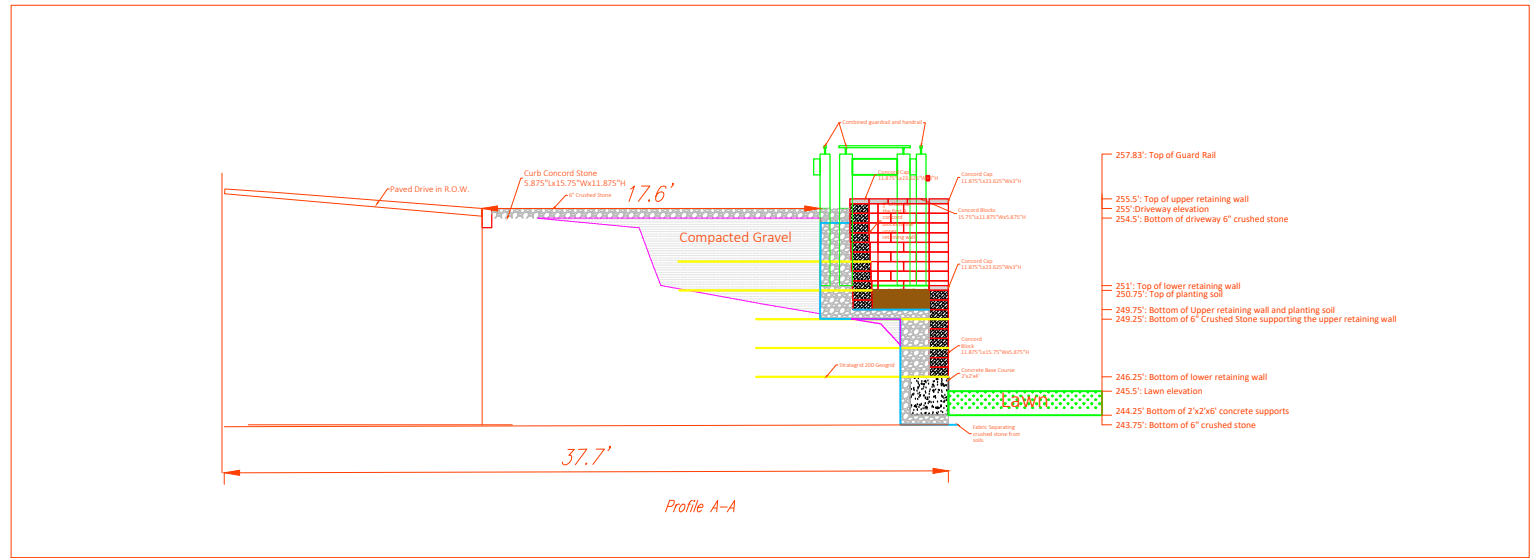 Combined guardrail and handrail
257.83': Top of Guard Rail
Curb Concord Stone
5.875"Lx15.75"Wx11.875"H
17.6'
6" Crushed Stone
Paved Drive in R.O.W.
Concord Cap
Concord Cap
11.875"Lx23.625"Wx3"H
255.5': Top of upper retaining wall
255':Driveway elevation
254.5': Bottom of driveway 6" crushed stone
Concord Blocks
15.75"Lx11.875"Wx5.875"H
Compacted Gravel
concord
retaining wall
Concord Cap
11.875"Lx23.625"Wx3"H
251': Top of lower retaining wall
250.75': Top of planting soil
249.75': Bottom of Upper retaining wall and planting soil
249.25': Bottom of 6" Crushed Stone supporting the upper retaining wall
Concord
Block
11.875"Lx15.75"Wx5.875"H
Stratagrid 200 Geogrid
Concrete Base Course
2'x2'x6'
246.25': Bottom of lower retaining wall
245.5': Lawn elevation
Lawn
244.25' Bottom of 2'x2'x6' concrete supports
243.75': Bottom of 6" crushed stone
Fabric Separating
crushed stone from
soils
37.7'
Profile A-A